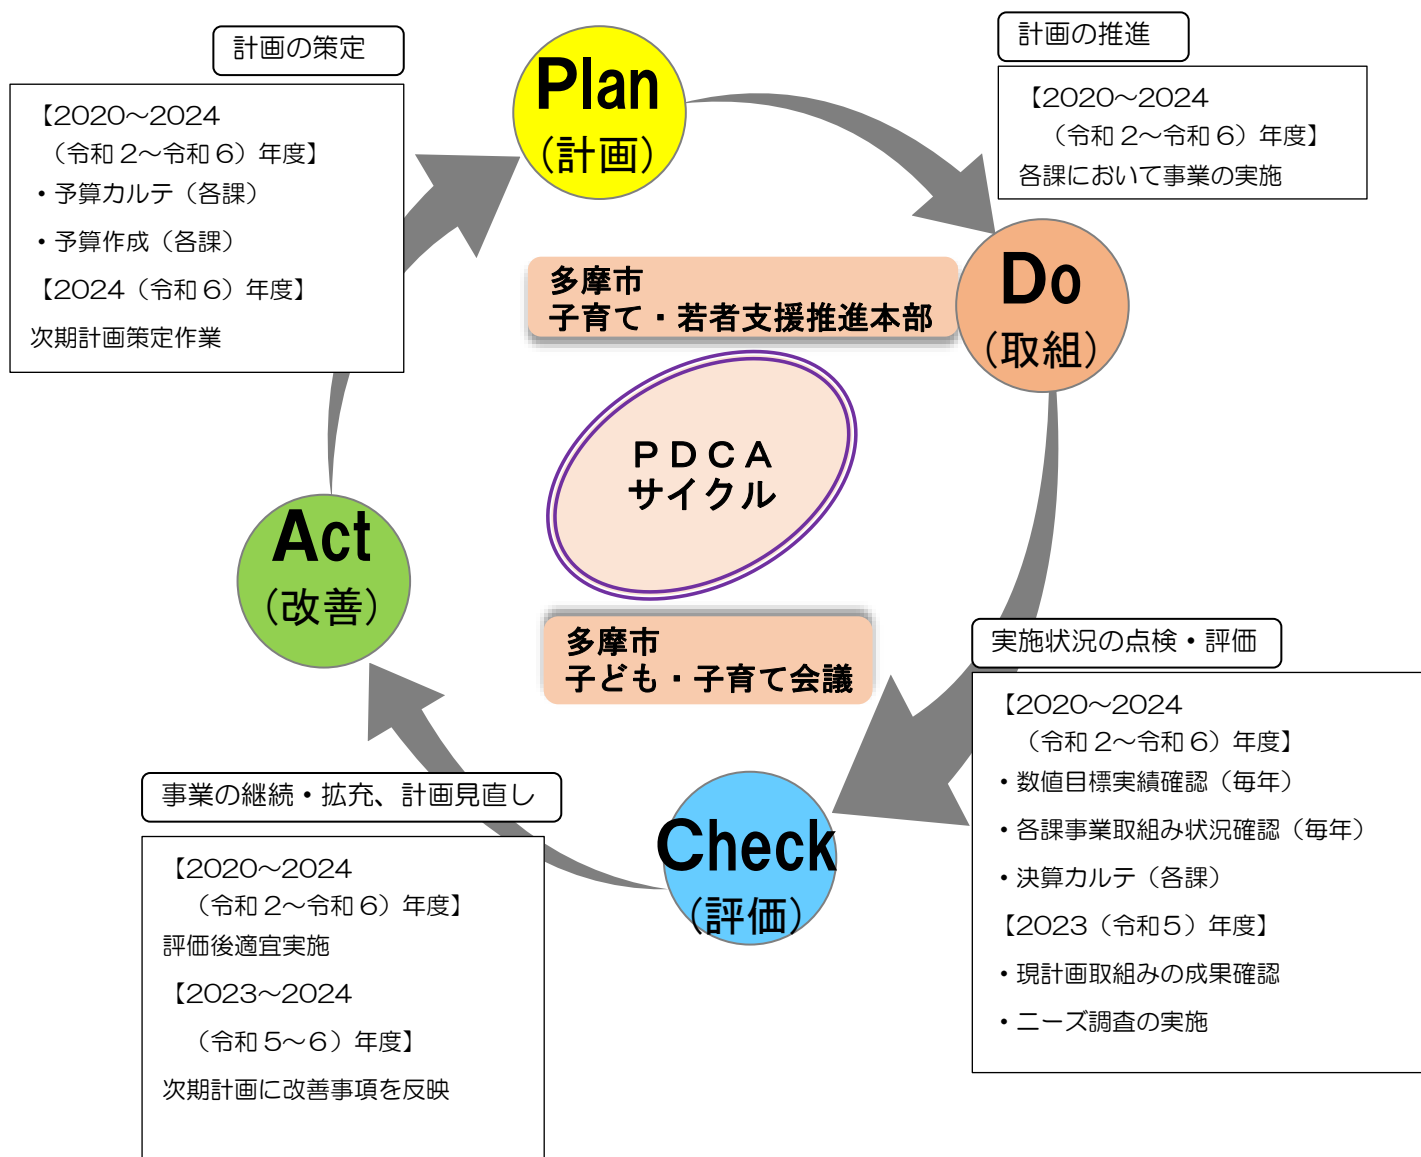 計画の策定
【2020～2024
（令和2～令和6）年度】
・予算カルテ（各課）
・予算作成（各課）
【2024（令和6）年度】
次期計画策定作業
Plan
（計画）
計画の推進
【2020～2024
（令和2～令和6）年度】
各課において事業の実施
Do
（取組）
多摩市
子育て・若者支援推進本部
PDCA
サイクル
多摩市
子ども・子育て会議
Act
（改善）
実施状況の点検・評価
【2020～2024
（令和2～令和6）年度】
・数値目標実績確認（毎年）
・各課事業取組み状況確認（毎年）
・決算カルテ（各課）
【2023（令和5）年度】
・現計画取組みの成果確認
・ニーズ調査の実施
Check
（評価）
事業の継続・拡充、計画見直し
【2020～2024
（令和2～令和6）年度】
評価後適宜実施
【2023～2024
（令和5～6）年度】
次期計画に改善事項を反映